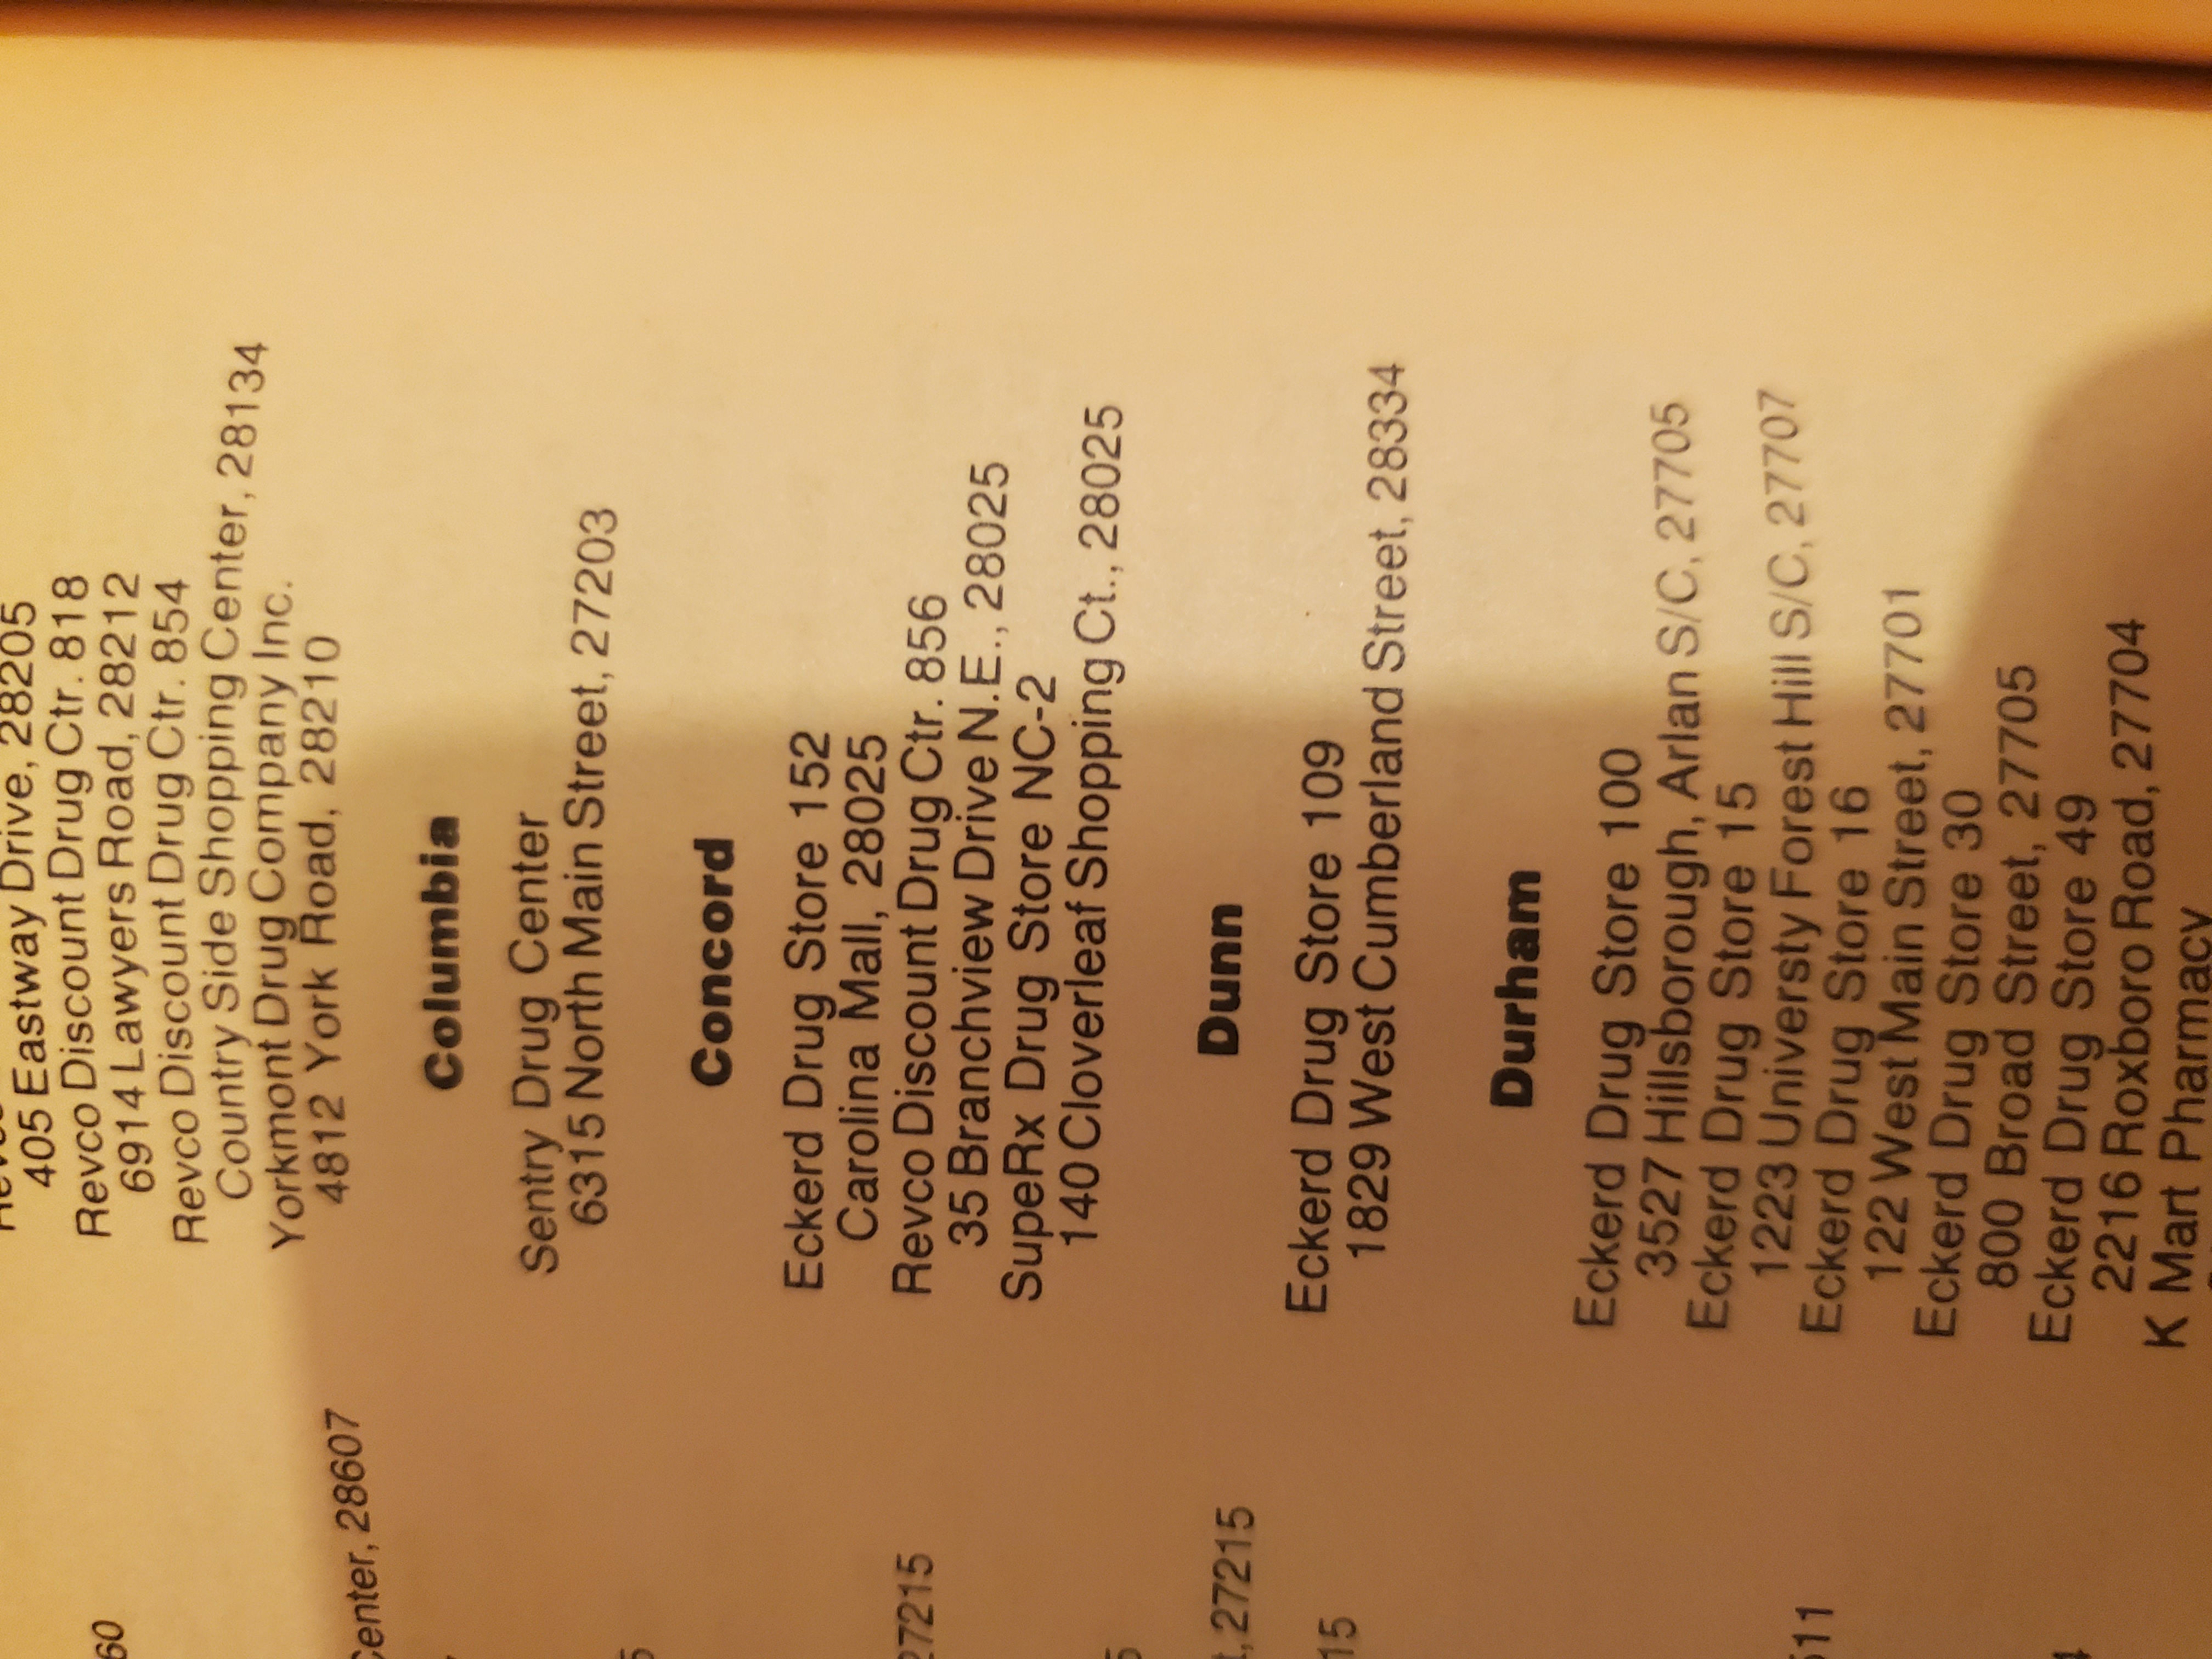 405 Eastway Drive, 28205
Revco Discount Drug Ctr. 818
6914 Lawyers Road, 28212
Revco Discount Drug Ctr. 854
Country Side Shopping Center, 28134
Yorkmont Drug Company Inc.
4812 York Road, 28210
Columbia
Sentry Drug Center
6315 North Main Street, 27203
Concord
Eckerd Drug Store 152
Carolina Mall, 28025
Revco Discount Drug Ctr. 856
35 Branchview Drive N.E., 28025
SupeRx Drug Store NC-2
140 Cloverleaf Shopping Ct., 28025
Dunn
Eckerd Drug Store 109
1829 West Cumberland Street, 28334
Durham
Eckerd Drug Store 100
3527 Hillsborough, Arlan S/C, 27705
Eckerd Drug Store 15
1223 Universty Forest Hill S/C, 27707
Eckerd Drug Store 16
122 West Main Street, 27701
Eckerd Drug Store 30
800 Broad Street, 27705
Eckerd Drug Store 49
2216 Roxboro Road, 27704
K Mart Pharmacy
60
Center, 28607
27215
, 27215
15
511